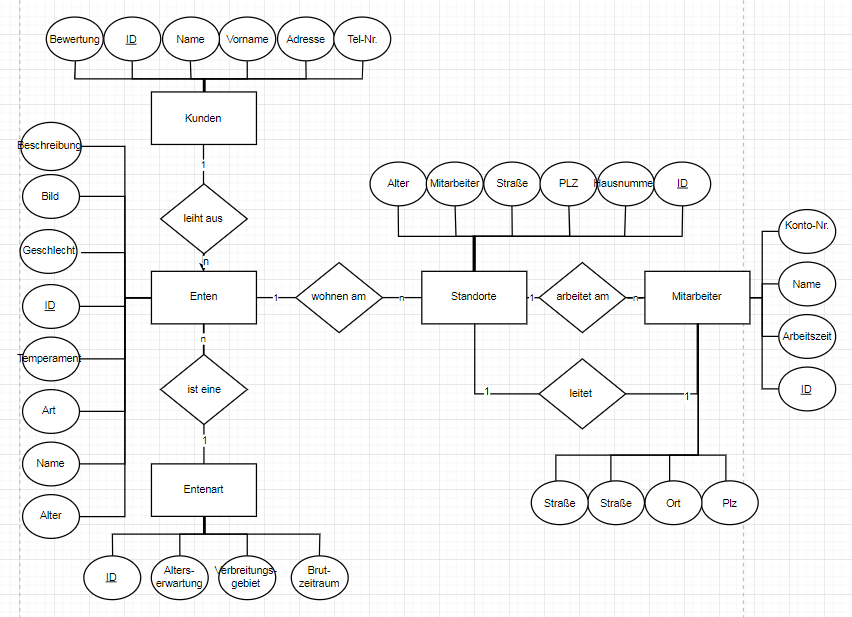 Bewertung ID Name Vorname Adresse Tel-Nr.
Kunden
1
leiht aus
n
Beschreibung
Bild
Geschlecht
ID
Temperament
Art
Name
Alter
Enten
1 wohnen am n
Standorte
1 arbeitet am n
Mitarbeiter
Alter Mitarbeiter Straße PLZ Hausnumme ID
Konto-Nr.
Name
Arbeitszeit
ID
n
ist eine
1
1 leitet 1
Entenart
Straße Straße Ort Plz
ID
Alters-
erwartung
Verbreitungs-
gebiet
Brut-
zeitraum